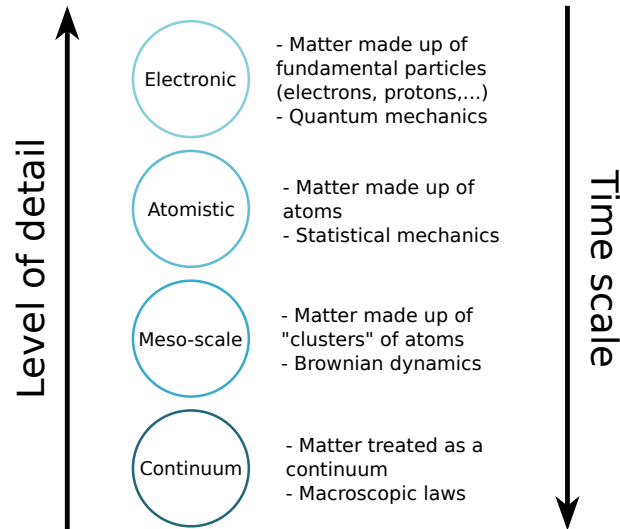 Level of detail
Electronic
- Matter made up of
fundamental particles
(electrons, protons,...)
- Quantum mechanics
Atomistic
- Matter made up of
atoms
- Statistical mechanics
Meso-scale
- Matter made up of
"clusters" of atoms
- Brownian dynamics
Continuum
- Matter treated as a
continuum
- Macroscopic laws
Time scale